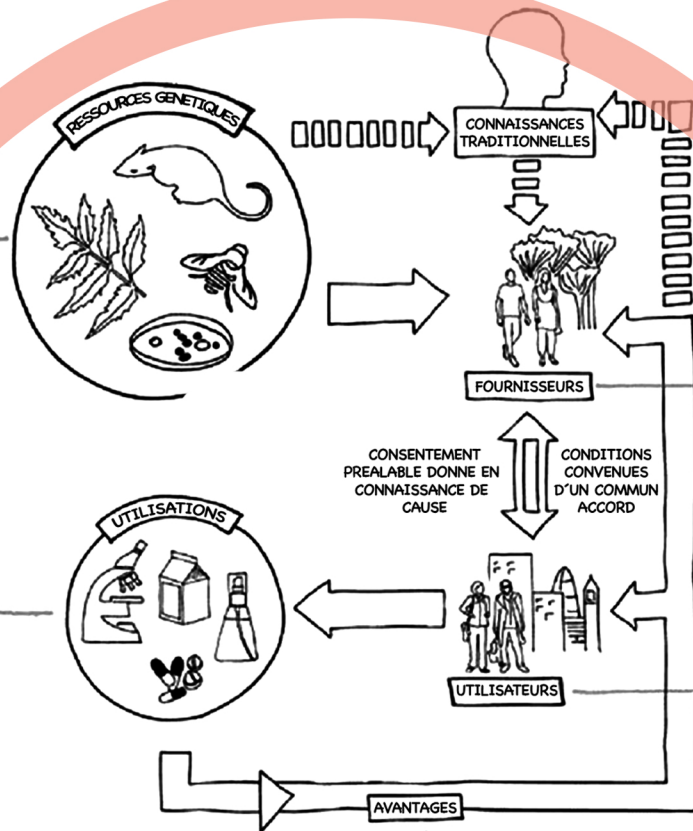 RESSOURCES GENETIQUES
CONNAISSANCES
TRADITIONNELLES
FOURNISSEURS
CONSENTEMENT
PREALABLE DONNE EN
CONNAISSANCE DE
CAUSE
CONDITIONS
CONVENUES
D´UN COMMUN
ACCORD
UTILISATIONS
UTILISATEURS
AVANTAGES